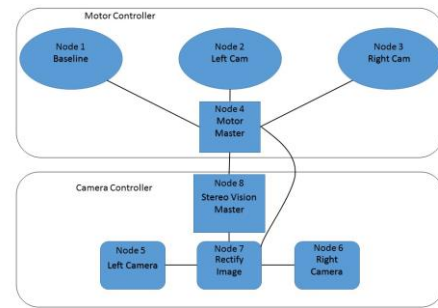 Motor Controller
Node 1
Baseline
Node 2
Left Cam
Node 3
Right Cam
Node 4
Motor
Master
Camera Controller
Node 8
Stereo Vision
Master
Node 5
Left Camera
Node 7
Rectify
Image
Node 6
Right
Camera